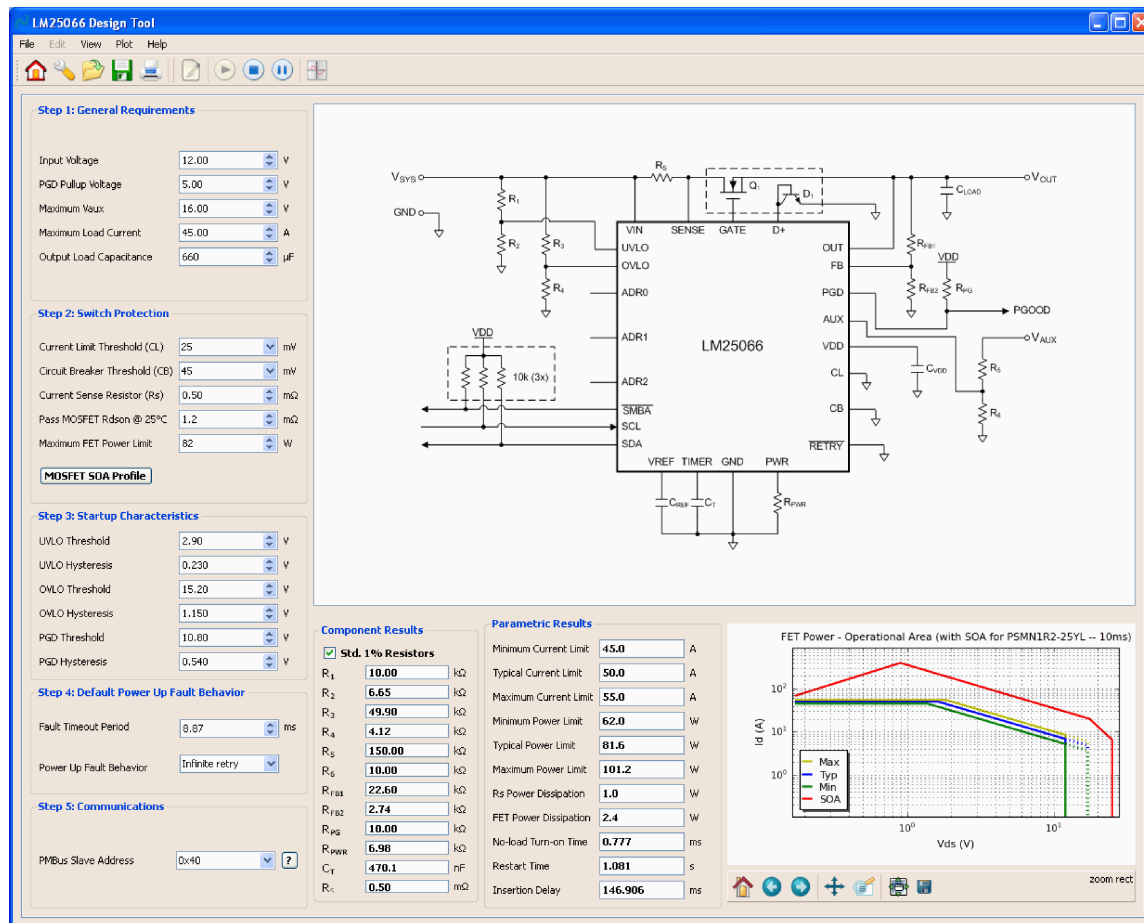 LM25066 Design Tool
File Edit View Plot Help
Step 1: General Requirements
Input Voltage 12.00 V
PGD Pullup Voltage 5.00 V
Maximum Vaux 16.00 V
Maximum Load Current 45.00 A
Output Load Capacitance 660 µF
Step 2: Switch Protection
Current Limit Threshold (CL) 25 mV
Circuit Breaker Threshold (CB) 45 mV
Current Sense Resistor (Rs) 0.50 mΩ
Pass MOSFET Rdson @ 25°C 1.2 mΩ
Maximum FET Power Limit 82 W
MOSFET SOA Profile
Step 3: Startup Characteristics
UVLO Threshold 2.90 V
UVLO Hysteresis 0.230 V
OVLO Threshold 15.20 V
OVLO Hysteresis 1.150 V
PGD Threshold 10.80 V
PGD Hysteresis 0.540 V
Step 4: Default Power Up Fault Behavior
Fault Timeout Period 8.87 ms
Power Up Fault Behavior Infinite retry
Step 5: Communications
PMBus Slave Address 0x40 ?
RS
VSYS Q1 D1 VOUT
CLOAD
GND
R1
VIN SENSE GATE D+
R2 R3 UVLO OUT RFB1
OVLO FB VDD
R4 RFB2 RPG
ADR0 PGD
PGOOD
AUX
VDD ADR1 LM25066 VDD VAUX
CVDD R5
10k (3x) ADR2 CL
R6
SMBA CB
SCL
SDA RETRY
VREF TIMER GND PWR
CREF CT RPWR
Component Results
Std. 1% Resistors
R1 10.00 kΩ
R2 6.65 kΩ
R3 49.90 kΩ
R4 4.12 kΩ
R5 150.00 kΩ
R6 10.00 kΩ
RFB1 22.60 kΩ
RFB2 2.74 kΩ
RPG 10.00 kΩ
RPWR 6.98 kΩ
CT 470.1 nF
RS 0.50 mΩ
Parametric Results
Minimum Current Limit 45.0 A
Typical Current Limit 50.0 A
Maximum Current Limit 55.0 A
Minimum Power Limit 62.0 W
Typical Power Limit 81.6 W
Maximum Power Limit 101.2 W
Rs Power Dissipation 1.0 W
FET Power Dissipation 2.4 W
No-load Turn-on Time 0.777 ms
Restart Time 1.081 s
Insertion Delay 146.906 ms
FET Power - Operational Area (with SOA for PSMN1R2-25YL -- 10ms)
Id (A)
10²
10¹
10⁰
Max
Typ
Min
SOA
10⁰ 10¹
Vds (V)
zoom rect